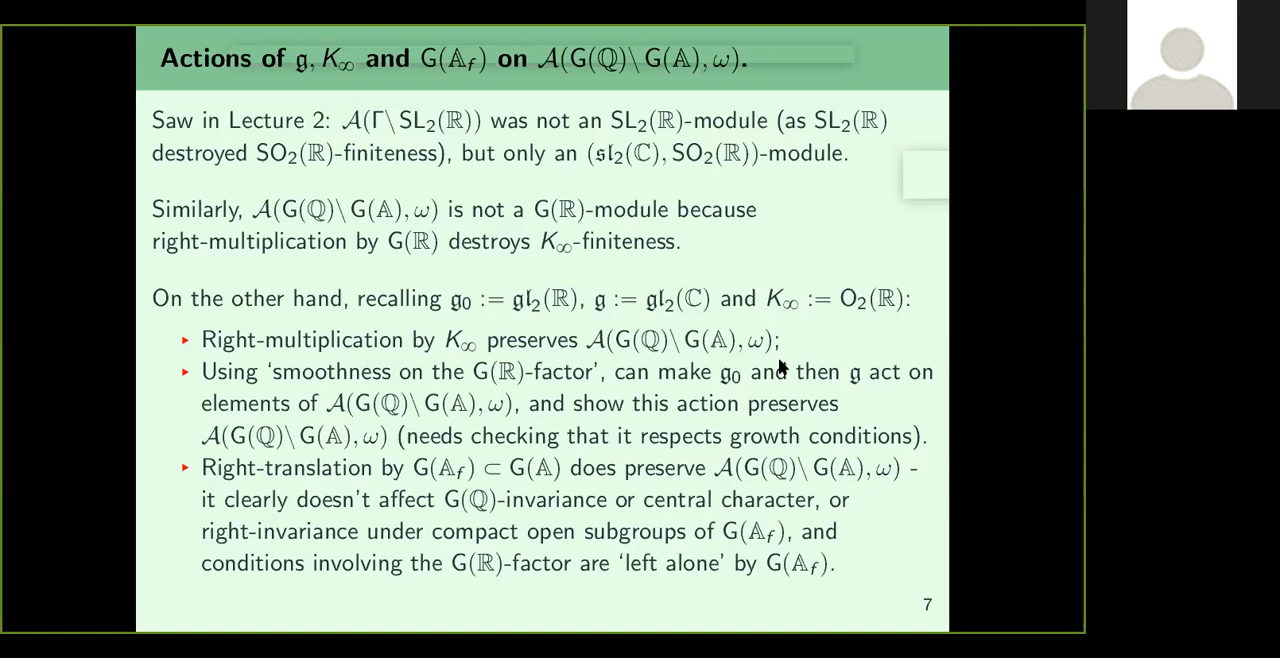 Actions of 𝔤, K∞ and G(𝔸_f) on 𝒜(G(ℚ)\ G(𝔸), ω).
Saw in Lecture 2: 𝒜(Γ\ SL₂(ℝ)) was not an SL₂(ℝ)-module (as SL₂(ℝ)
destroyed SO₂(ℝ)-finiteness), but only an (𝔰𝔩₂(ℂ), SO₂(ℝ))-module.
Similarly, 𝒜(G(ℚ)\ G(𝔸), ω) is not a G(ℝ)-module because
right-multiplication by G(ℝ) destroys K∞-finiteness.
On the other hand, recalling 𝔤₀ := 𝔤𝔩₂(ℝ), 𝔤 := 𝔤𝔩₂(ℂ) and K∞ := O₂(ℝ):
▸ Right-multiplication by K∞ preserves 𝒜(G(ℚ)\ G(𝔸), ω);
▸ Using ‘smoothness on the G(ℝ)-factor’, can make 𝔤₀ and then 𝔤 act on
elements of 𝒜(G(ℚ)\ G(𝔸), ω), and show this action preserves
𝒜(G(ℚ)\ G(𝔸), ω) (needs checking that it respects growth conditions).
▸ Right-translation by G(𝔸_f) ⊂ G(𝔸) does preserve 𝒜(G(ℚ)\ G(𝔸), ω) -
it clearly doesn’t affect G(ℚ)-invariance or central character, or
right-invariance under compact open subgroups of G(𝔸_f), and
conditions involving the G(ℝ)-factor are ‘left alone’ by G(𝔸_f).
7